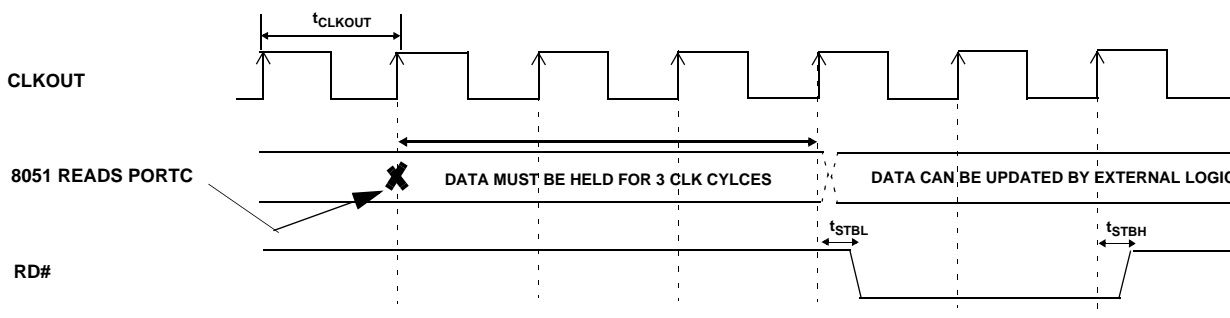 tCLKOUT
CLKOUT
8051 READS PORTC
DATA MUST BE HELD FOR 3 CLK CYLCES
DATA CAN BE UPDATED BY EXTERNAL LOGIC
tSTBL
tSTBH
RD#